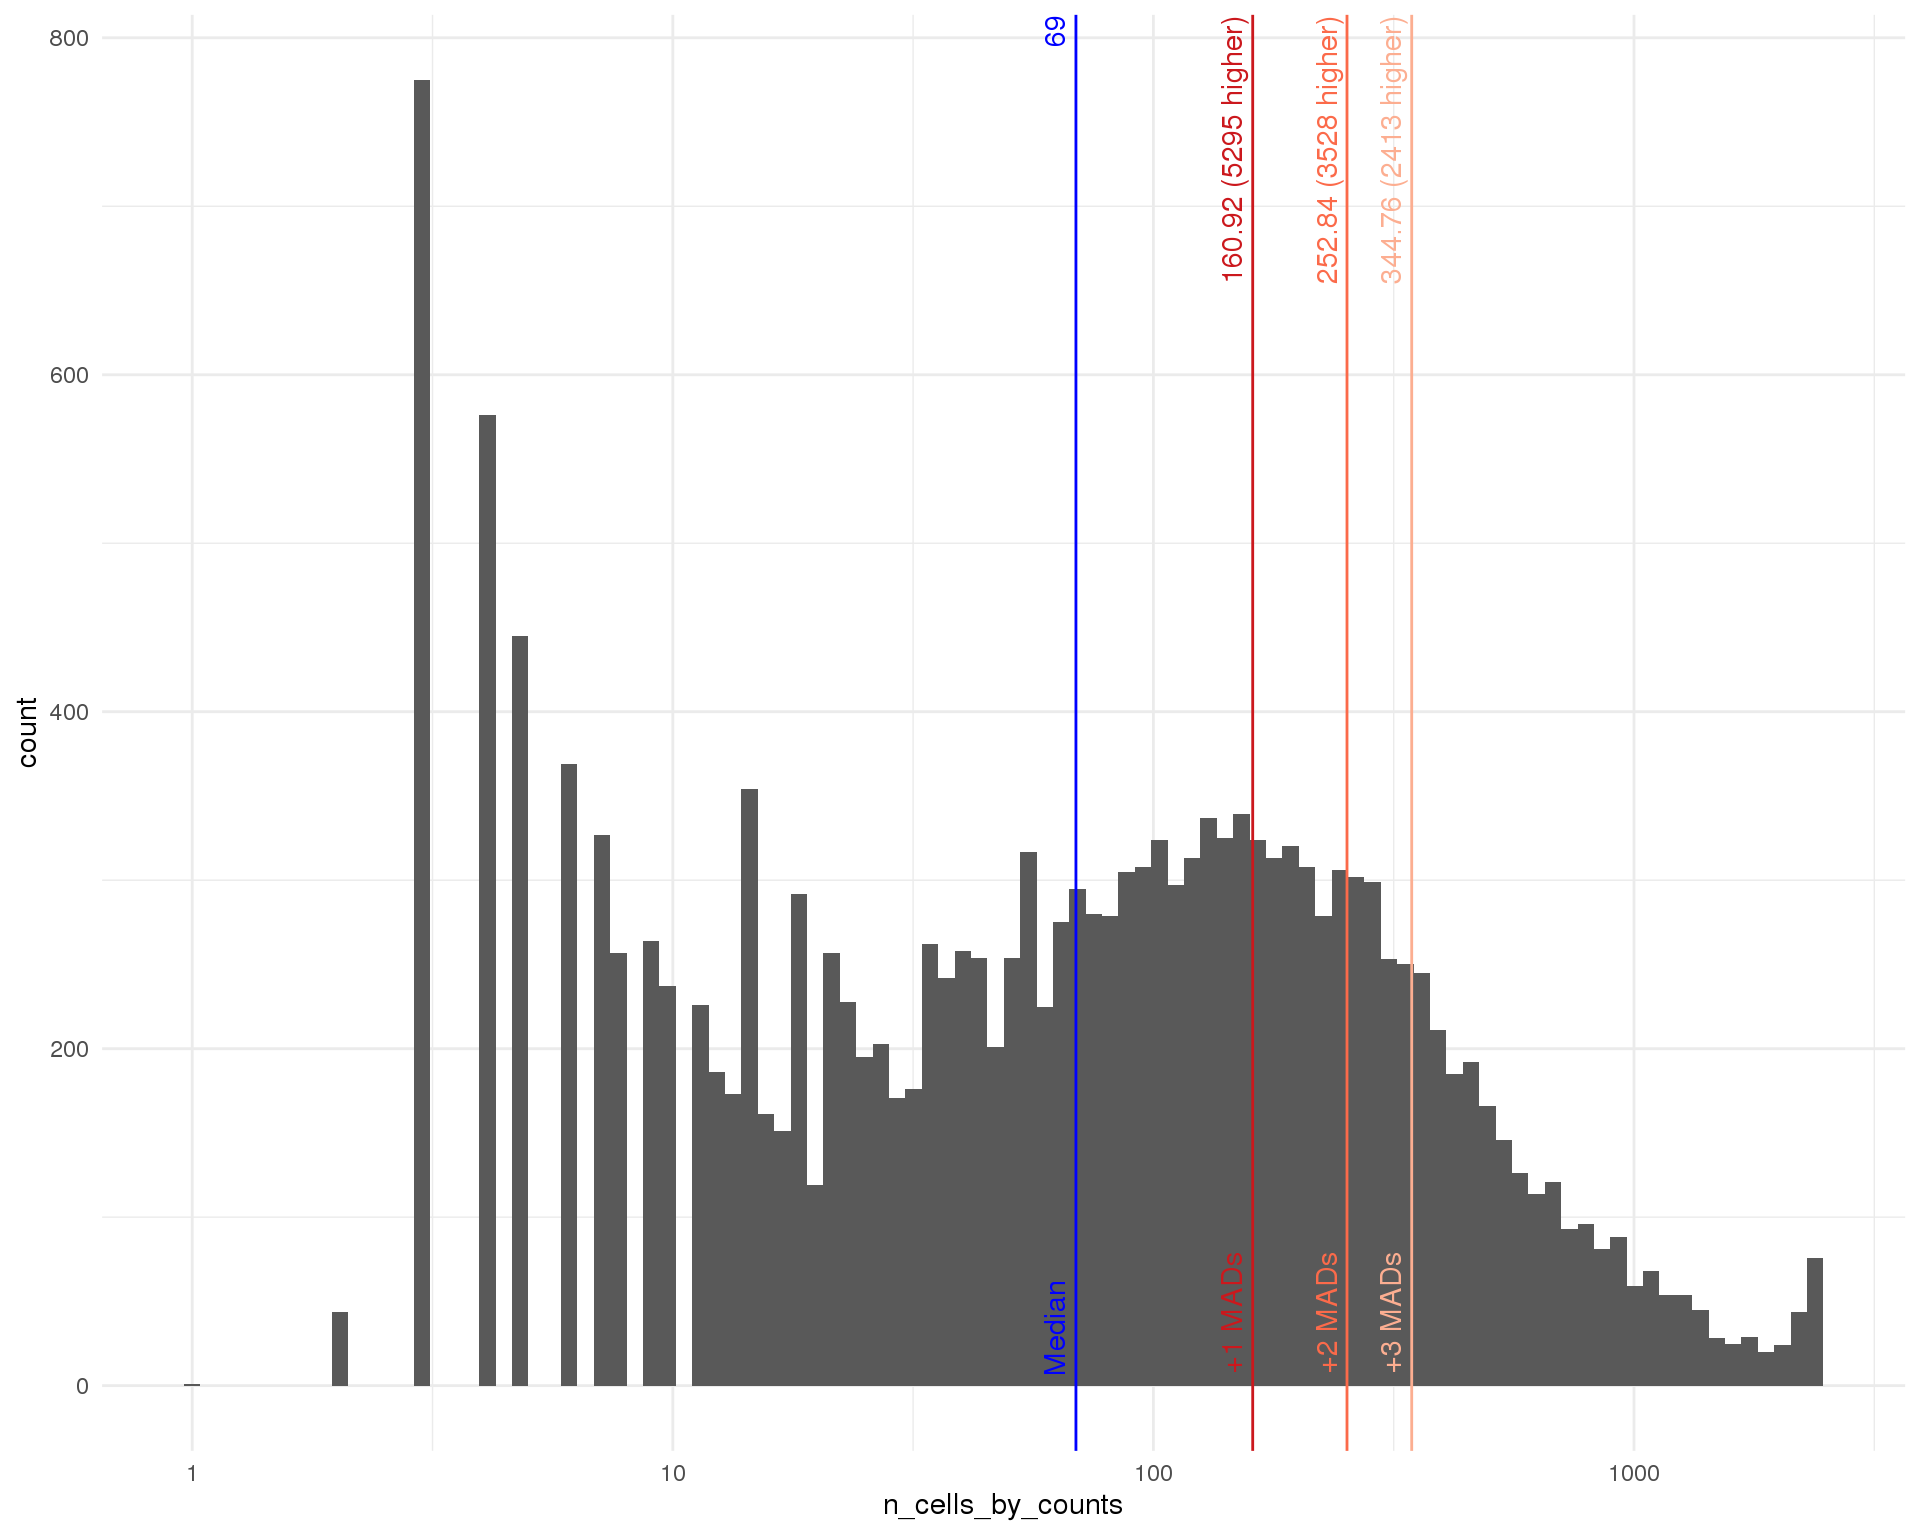 800
600
400
200
0
count
69
160.92 (5295 higher)
252.84 (3528 higher)
344.76 (2413 higher)
Median
+1 MADs
+2 MADs
+3 MADs
1
10
100
1000
n_cells_by_counts